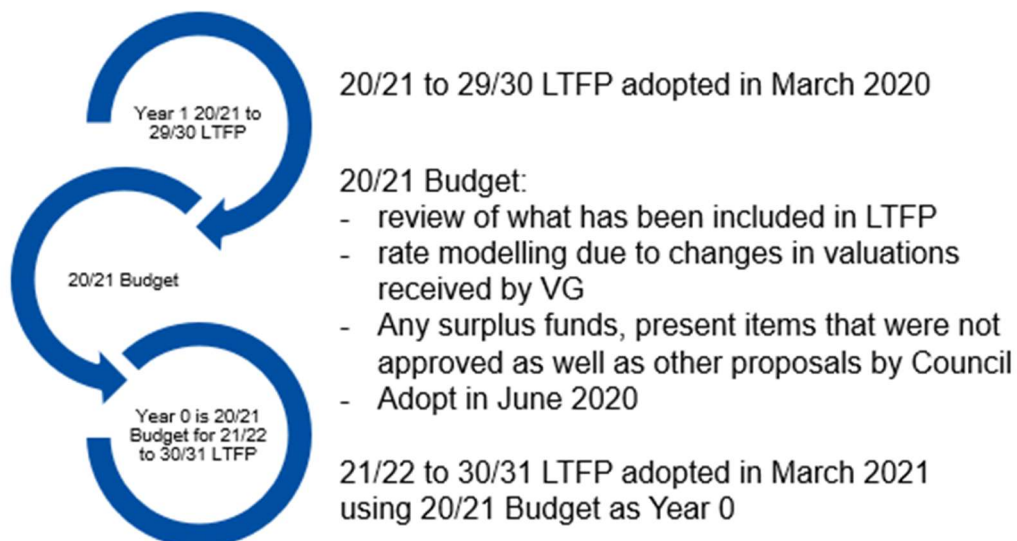 Year 1 20/21 to
29/30 LTFP
20/21 to 29/30 LTFP adopted in March 2020
20/21 Budget
20/21 Budget:
- review of what has been included in LTFP
- rate modelling due to changes in valuations
received by VG
- Any surplus funds, present items that were not
approved as well as other proposals by Council
- Adopt in June 2020
Year 0 is 20/21
Budget for 21/22
to 30/31 LTFP
21/22 to 30/31 LTFP adopted in March 2021
using 20/21 Budget as Year 0